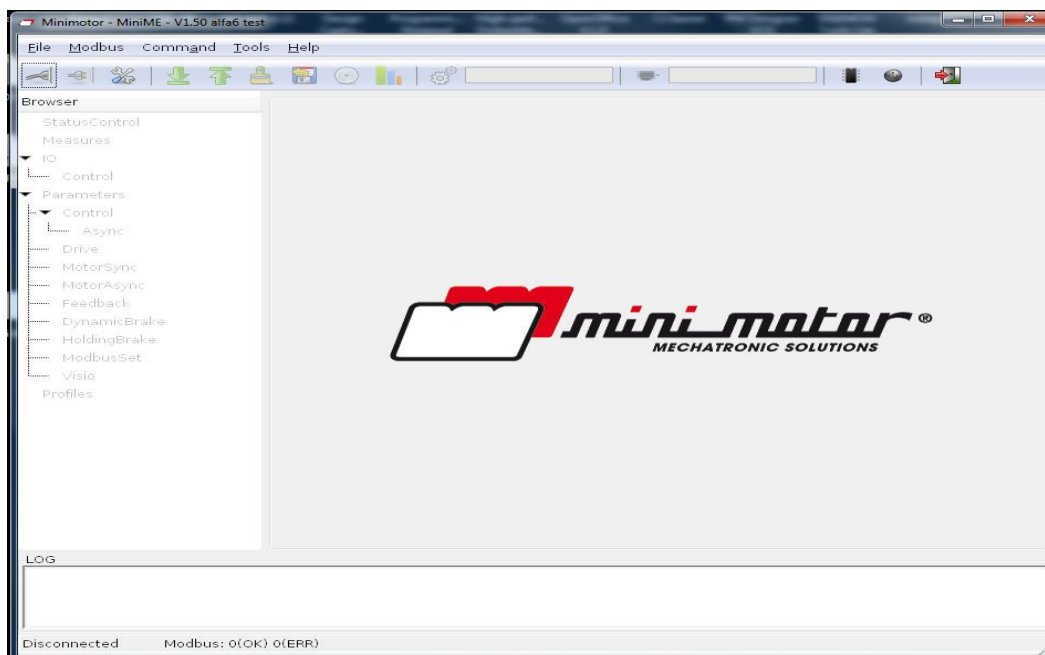 Minimotor - MiniME - V1.50 alfa6 test
File Modbus Command Tools Help
Browser
StatusControl
Measures
IO
Control
Parameters
Control
Async
Drive
MotorSync
MotorAsync
Feedback
DynamicBrake
HoldingBrake
ModbusSet
Visio
Profiles
mini motor ®
MECHATRONIC SOLUTIONS
LOG
Disconnected Modbus: 0(OK) 0(ERR)